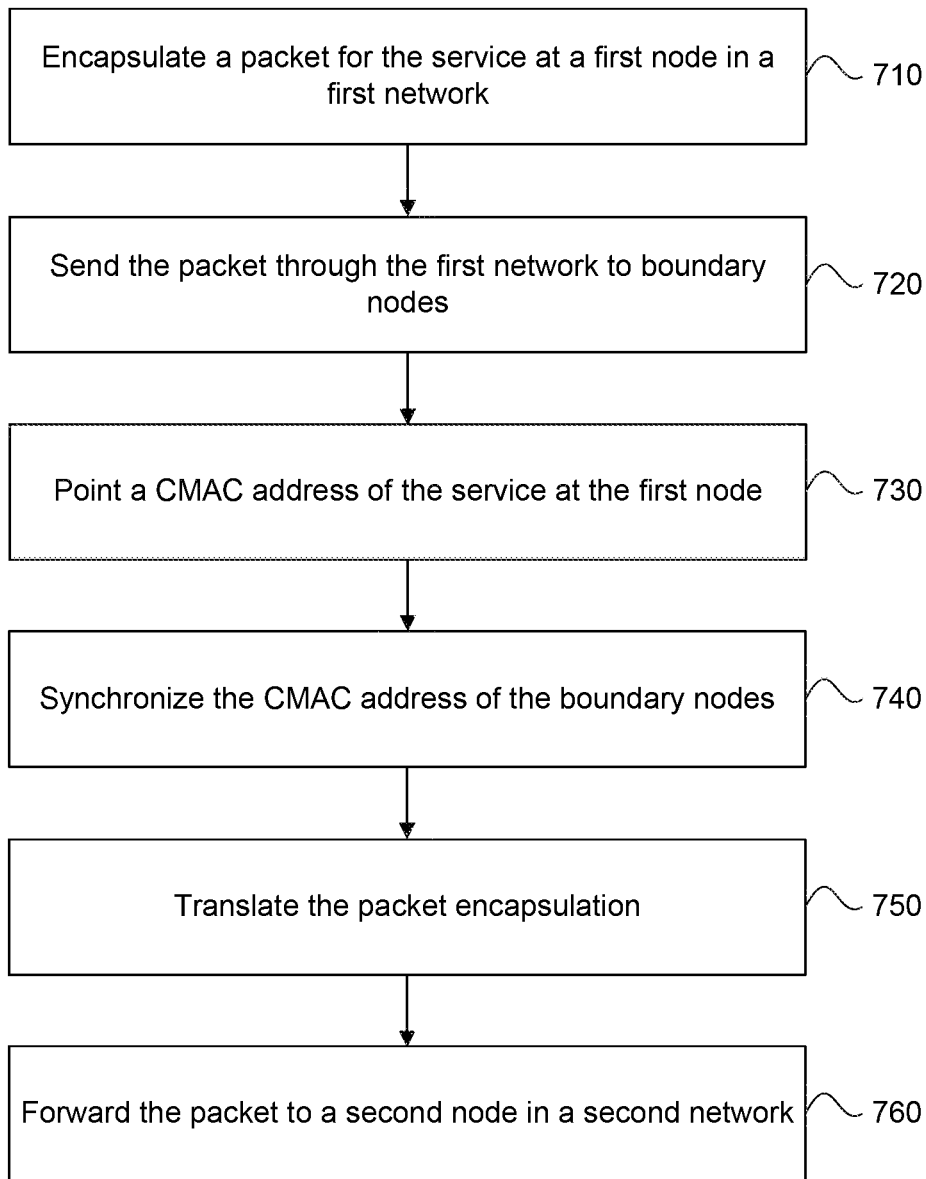 Encapsulate a packet for the service at a first node in a
first network
710
Send the packet through the first network to boundary
nodes
720
Point a CMAC address of the service at the first node
730
Synchronize the CMAC address of the boundary nodes
740
Translate the packet encapsulation
750
Forward the packet to a second node in a second network
760